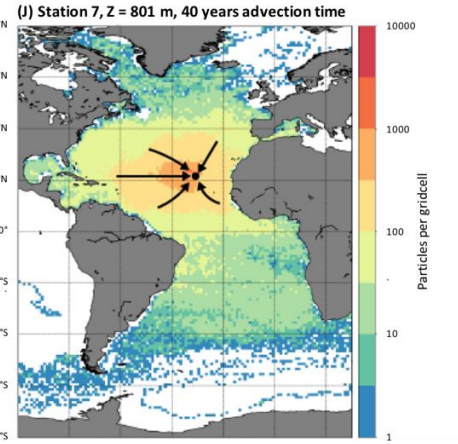 (J) Station 7, Z = 801 m, 40 years advection time
10000
°N
°N
1000
°N
°N
0°
100
°S
10
°S
°S
°S
1
Particles per gridcell